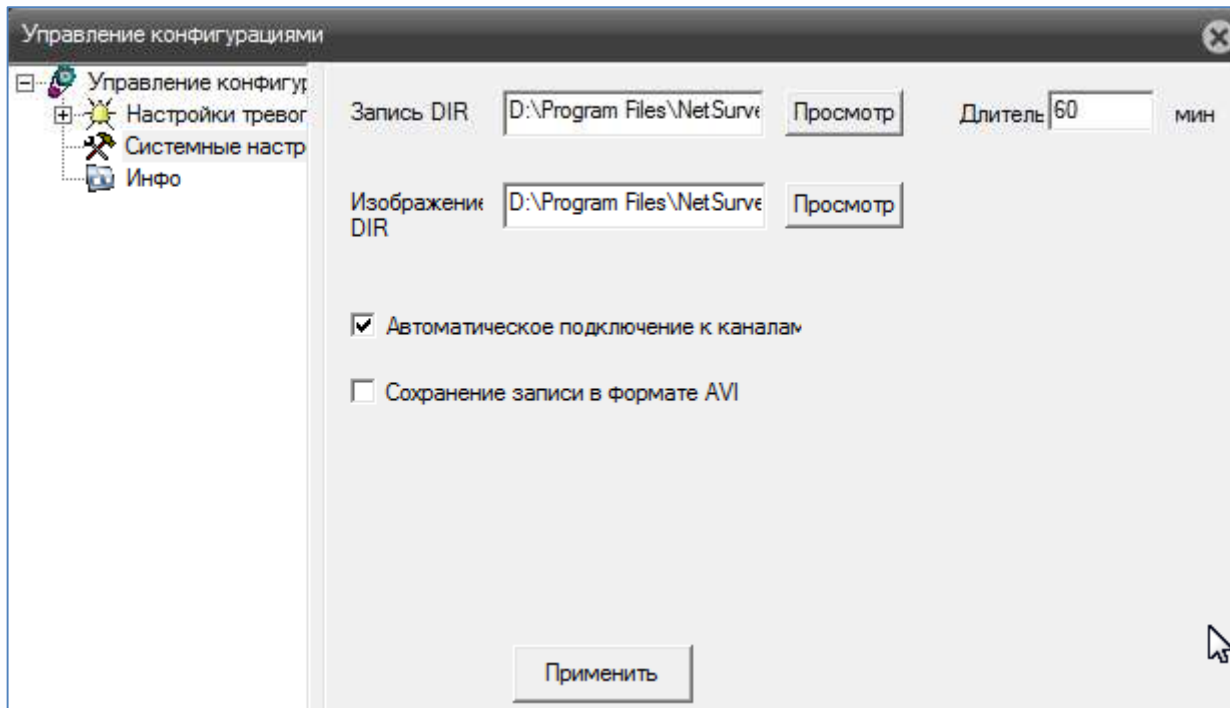 Управление конфигурациями
Управление конфигур
Настройки тревог
Системные настр
Инфо
Запись DIR
D:\Program Files\NetSurve
Просмотр
Длитель
60
мин
Изображение
DIR
D:\Program Files\NetSurve
Просмотр
Автоматическое подключение к каналам
Сохранение записи в формате AVI
Применить